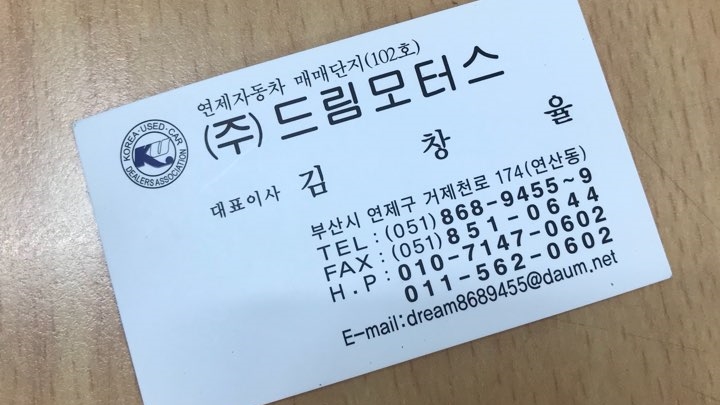 연제자동차 매매단지(102호)
(주)드림모터스
KOREA·USED·CAR
DEALERS ASSOCIATION
대표이사 김 창 율
부산시 연제구 거제천로 174(연산동)
TEL : (051) 868-9455~9
FAX : (051) 851-0644
H.P : 010-7147-0602
011-562-0602
E-mail:dream8689455@daum.net